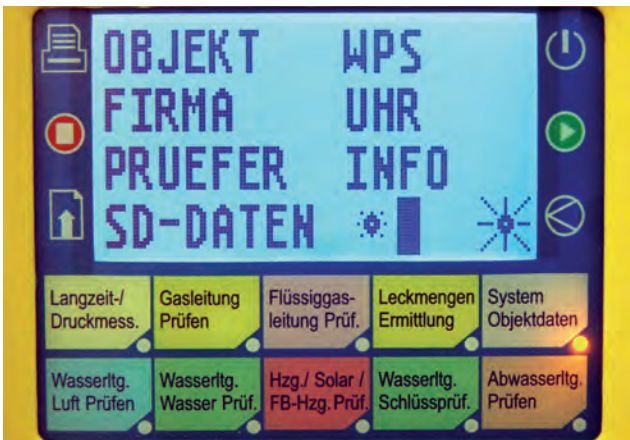 OBJEKT WPS
FIRMA UHR
PRUEFER INFO
SD-DATEN
Langzeit-/
Druckmess.
Gasleitung
Prüfen
Flüssiggas-
leitung Prüf.
Leckmengen
Ermittlung
System
Objektdaten
Wasserltg.
Luft Prüfen
Wasserltg.
Wasser Prüf.
Hzg./ Solar /
FB-Hzg. Prüf.
Wasserltg.
Schlüssprüf.
Abwasserltg.
Prüfen